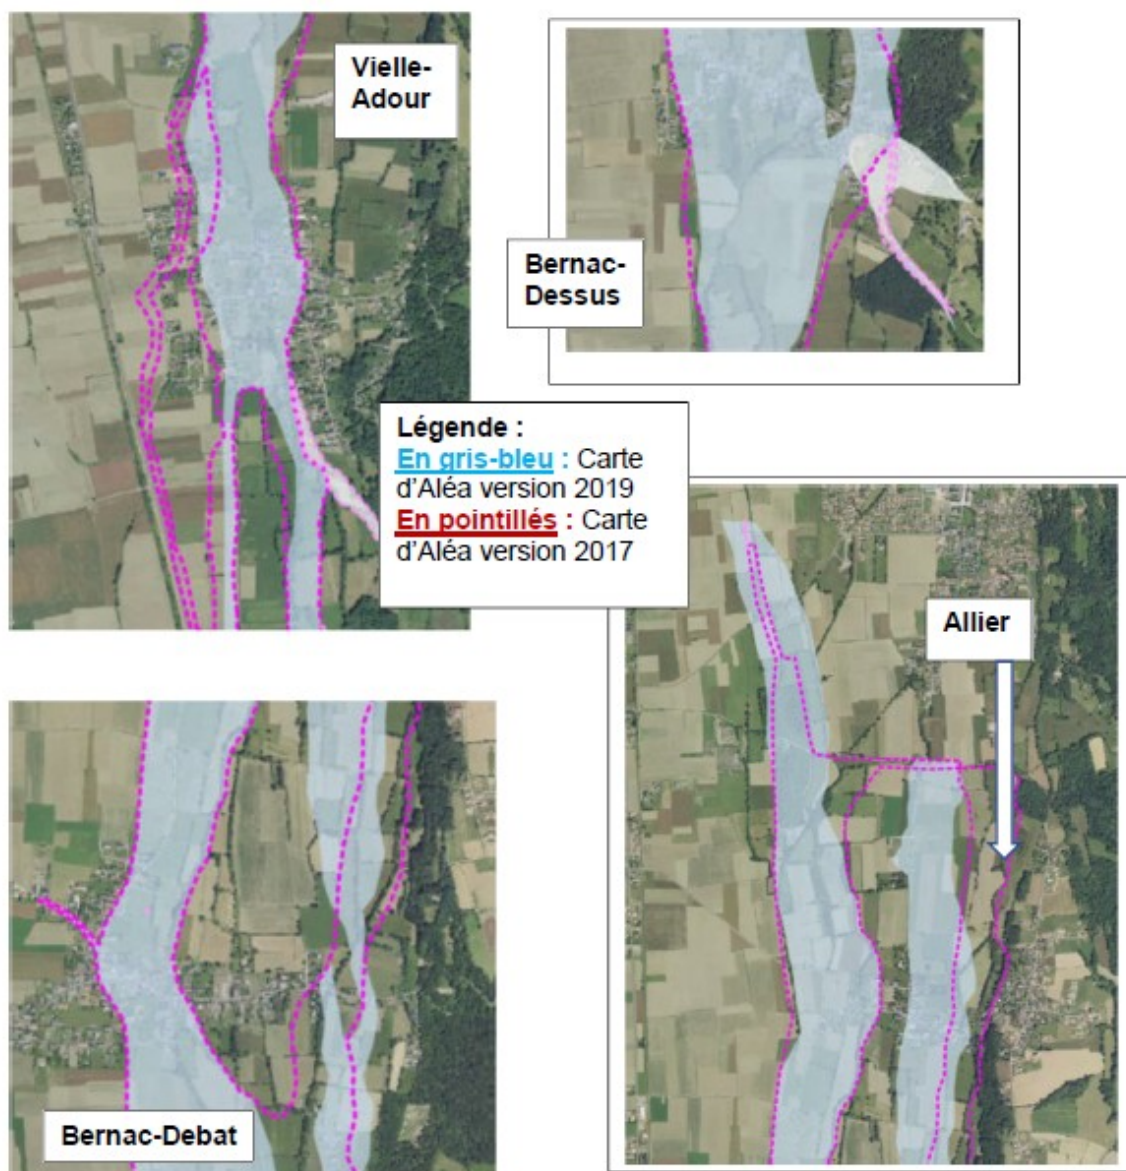 Vielle-
Adour
Bernac-
Dessus
Légende :
En gris-bleu : Carte
d'Aléa version 2019
En pointillés : Carte
d'Aléa version 2017
Allier
Bernac-Debat